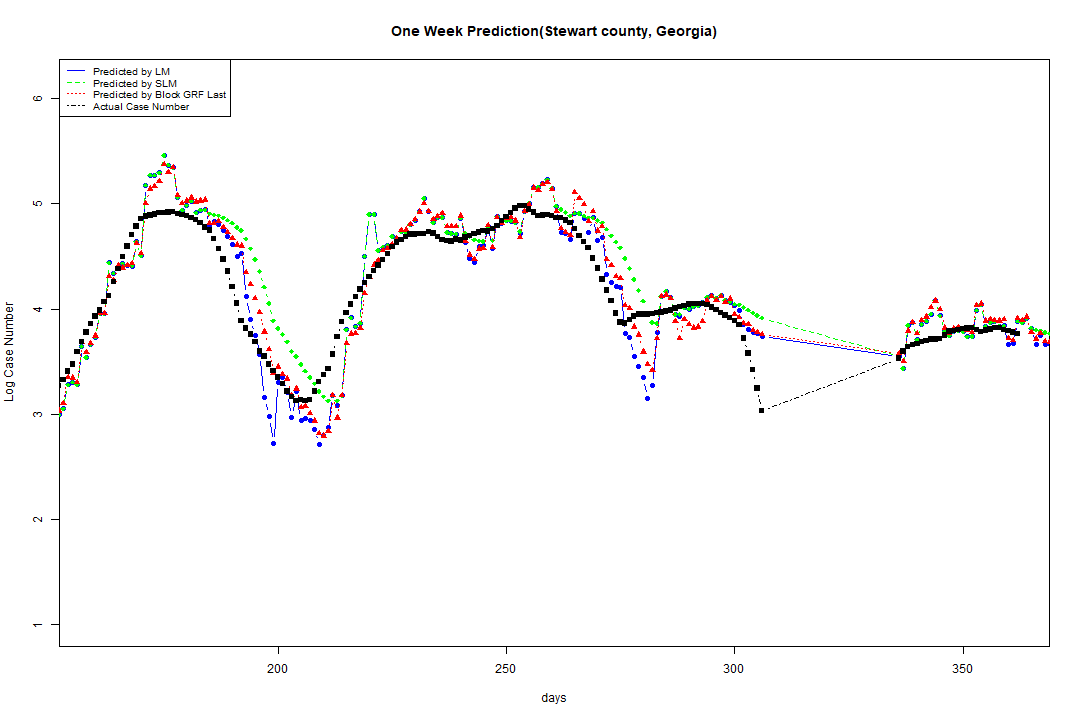 One Week Prediction(Stewart county, Georgia)
Predicted by LM
Predicted by SLM
Predicted by Block GRF Last
Actual Case Number
Log Case Number
6
5
4
3
2
1
200 250 300 350
days